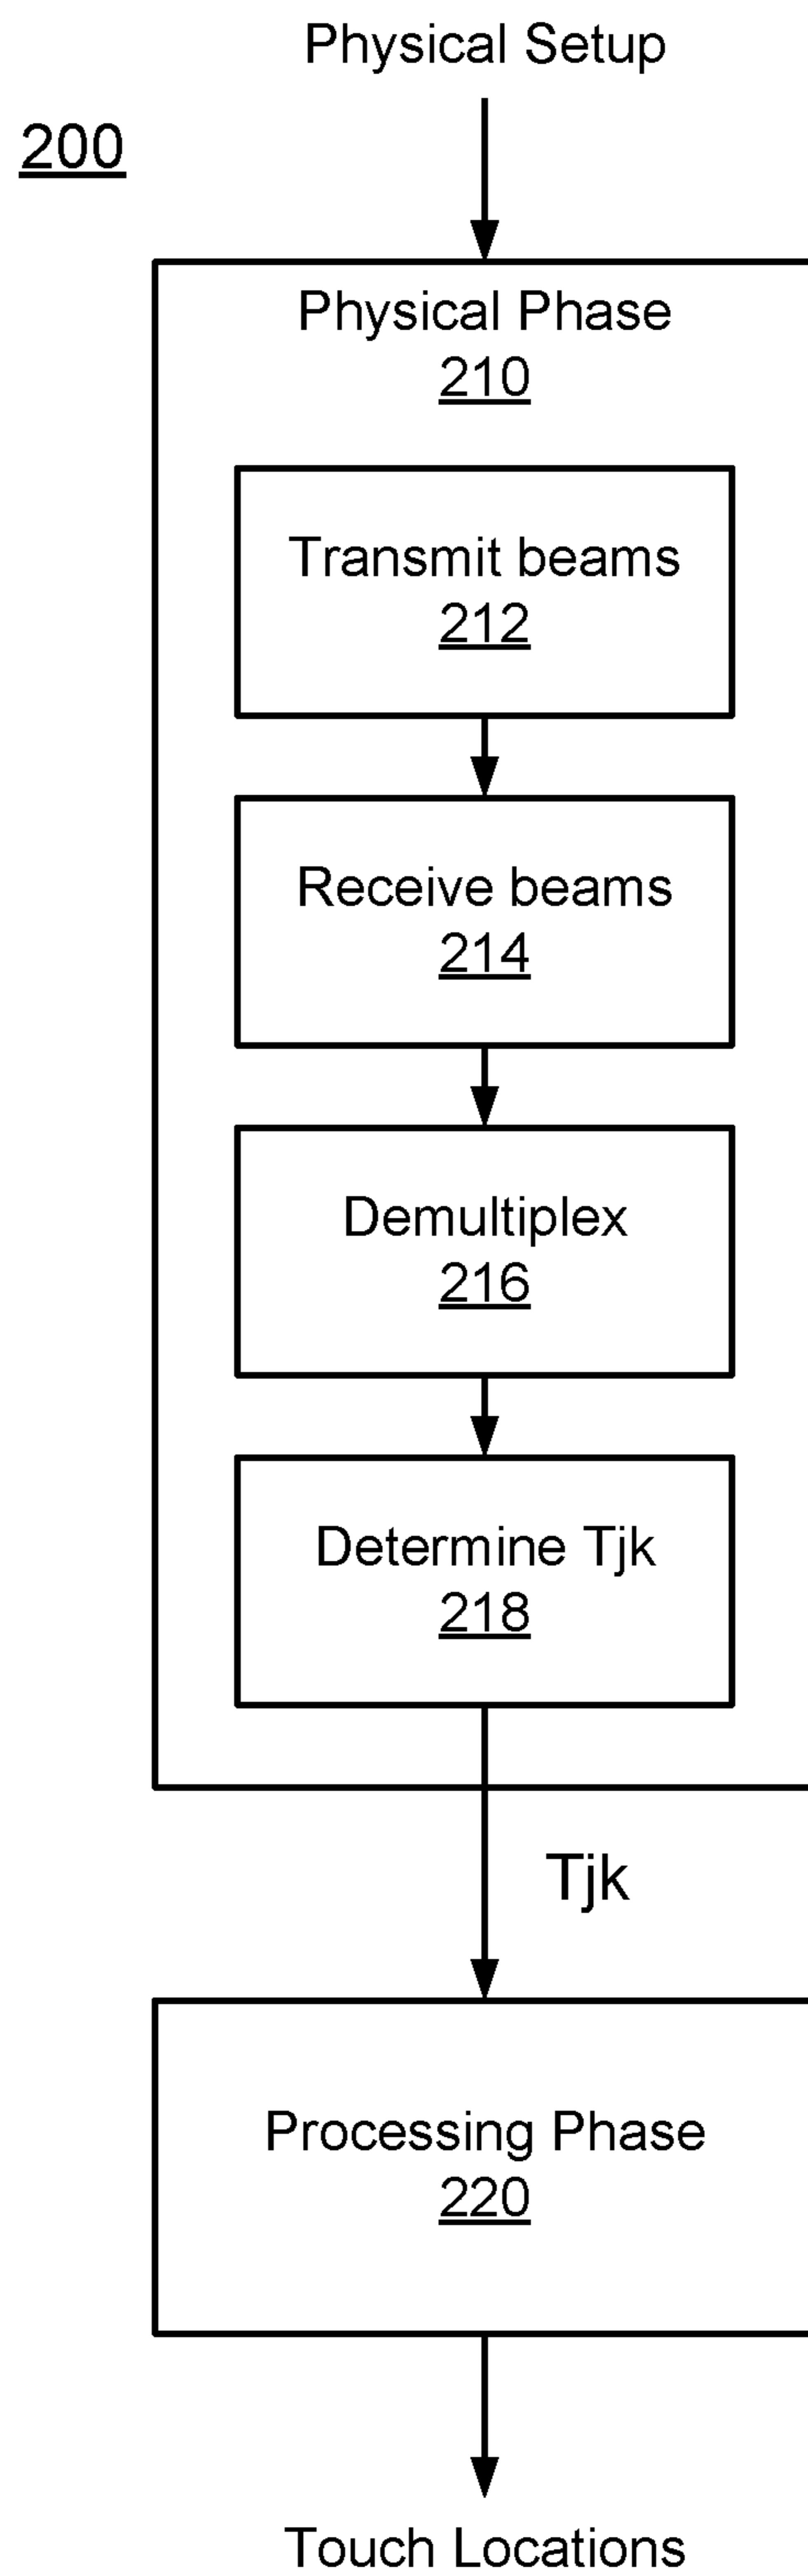 Physical Setup
200
Physical Phase
210
Transmit beams
212
Receive beams
214
Demultiplex
216
Determine Tjk
218
Tjk
Processing Phase
220
Touch Locations